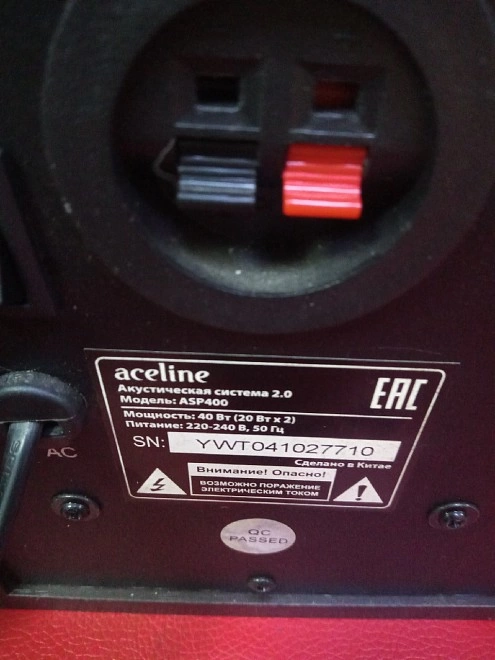 aceline
Акустическая система 2.0
Модель: ASP400
EAC
Мощность: 40 Вт (20 Вт х 2)
Питание: 220-240 В, 50 Гц
SN: YWT041027710
Сделано в Китае
Внимание! Опасно!
ВОЗМОЖНО ПОРАЖЕНИЕ
ЭЛЕКТРИЧЕСКИМ ТОКОМ
!
AC
QC
PASSED